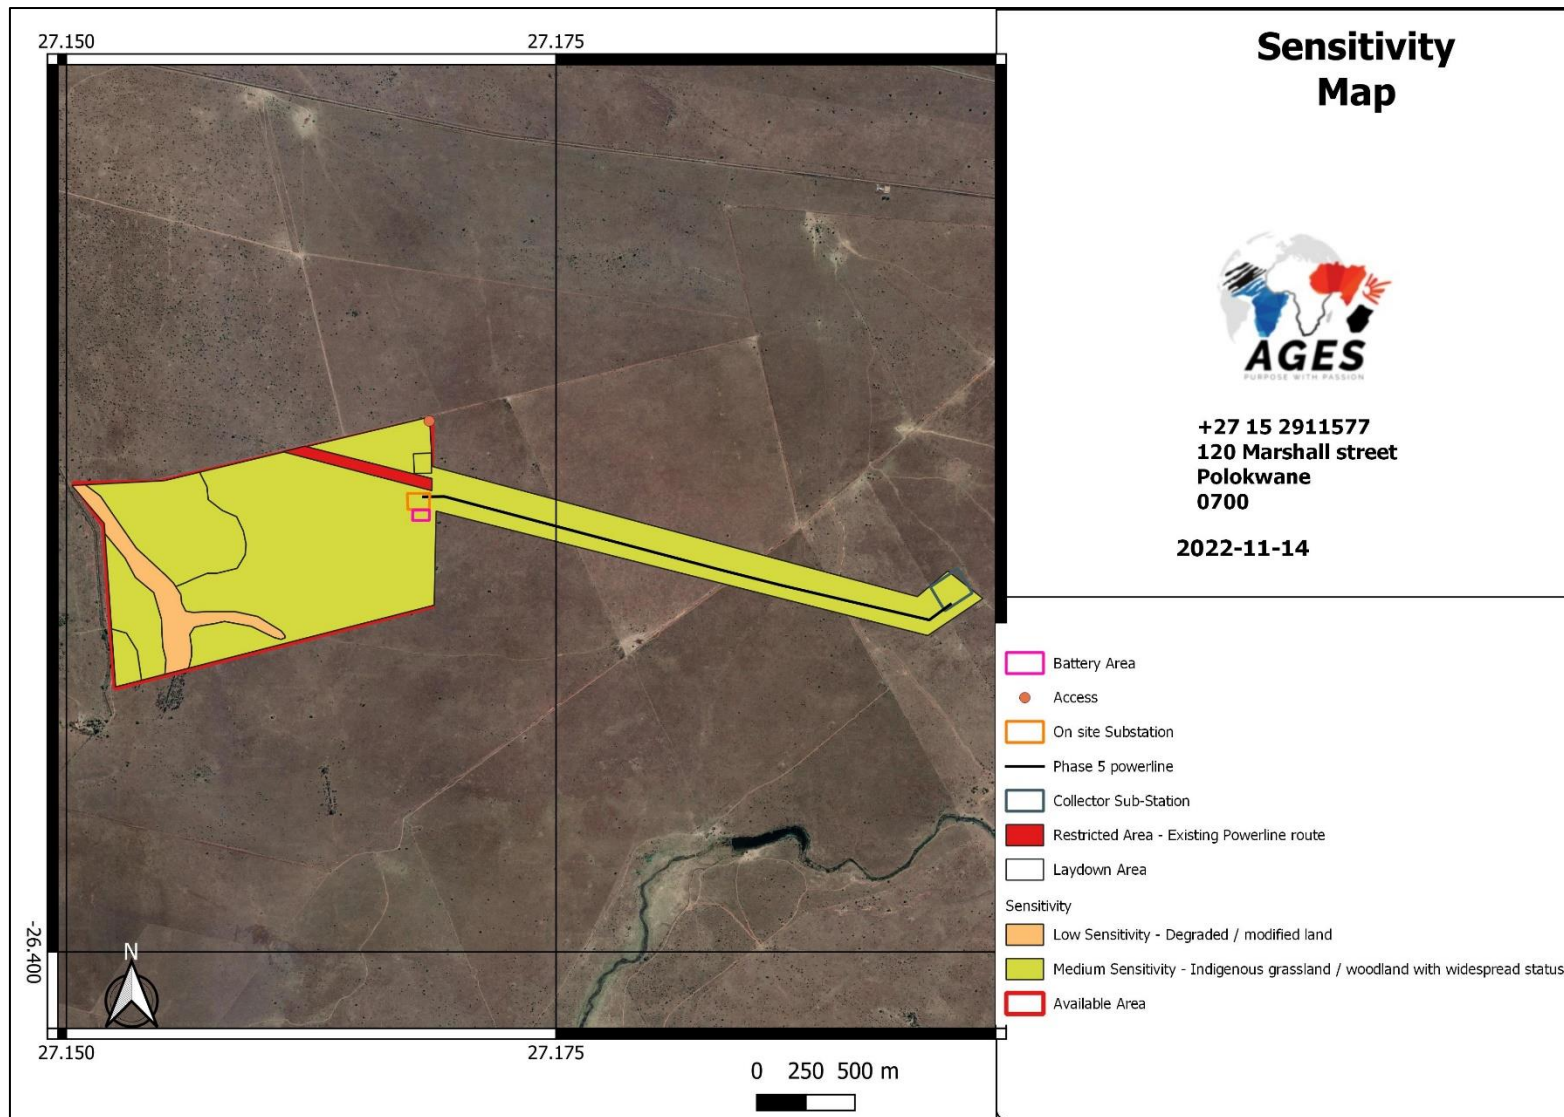 27.150
27.175
Sensitivity
Map
AGES
PURPOSE WITH PASSION
+27 15 2911577
120 Marshall street
Polokwane
0700
2022-11-14
Battery Area
Access
On site Substation
Phase 5 powerline
Collector Sub-Station
Restricted Area - Existing Powerline route
Laydown Area
Sensitivity
Low Sensitivity - Degraded / modified land
Medium Sensitivity - Indigenous grassland / woodland with widespread status
Available Area
-26.400
N
27.150
27.175
0 250 500 m